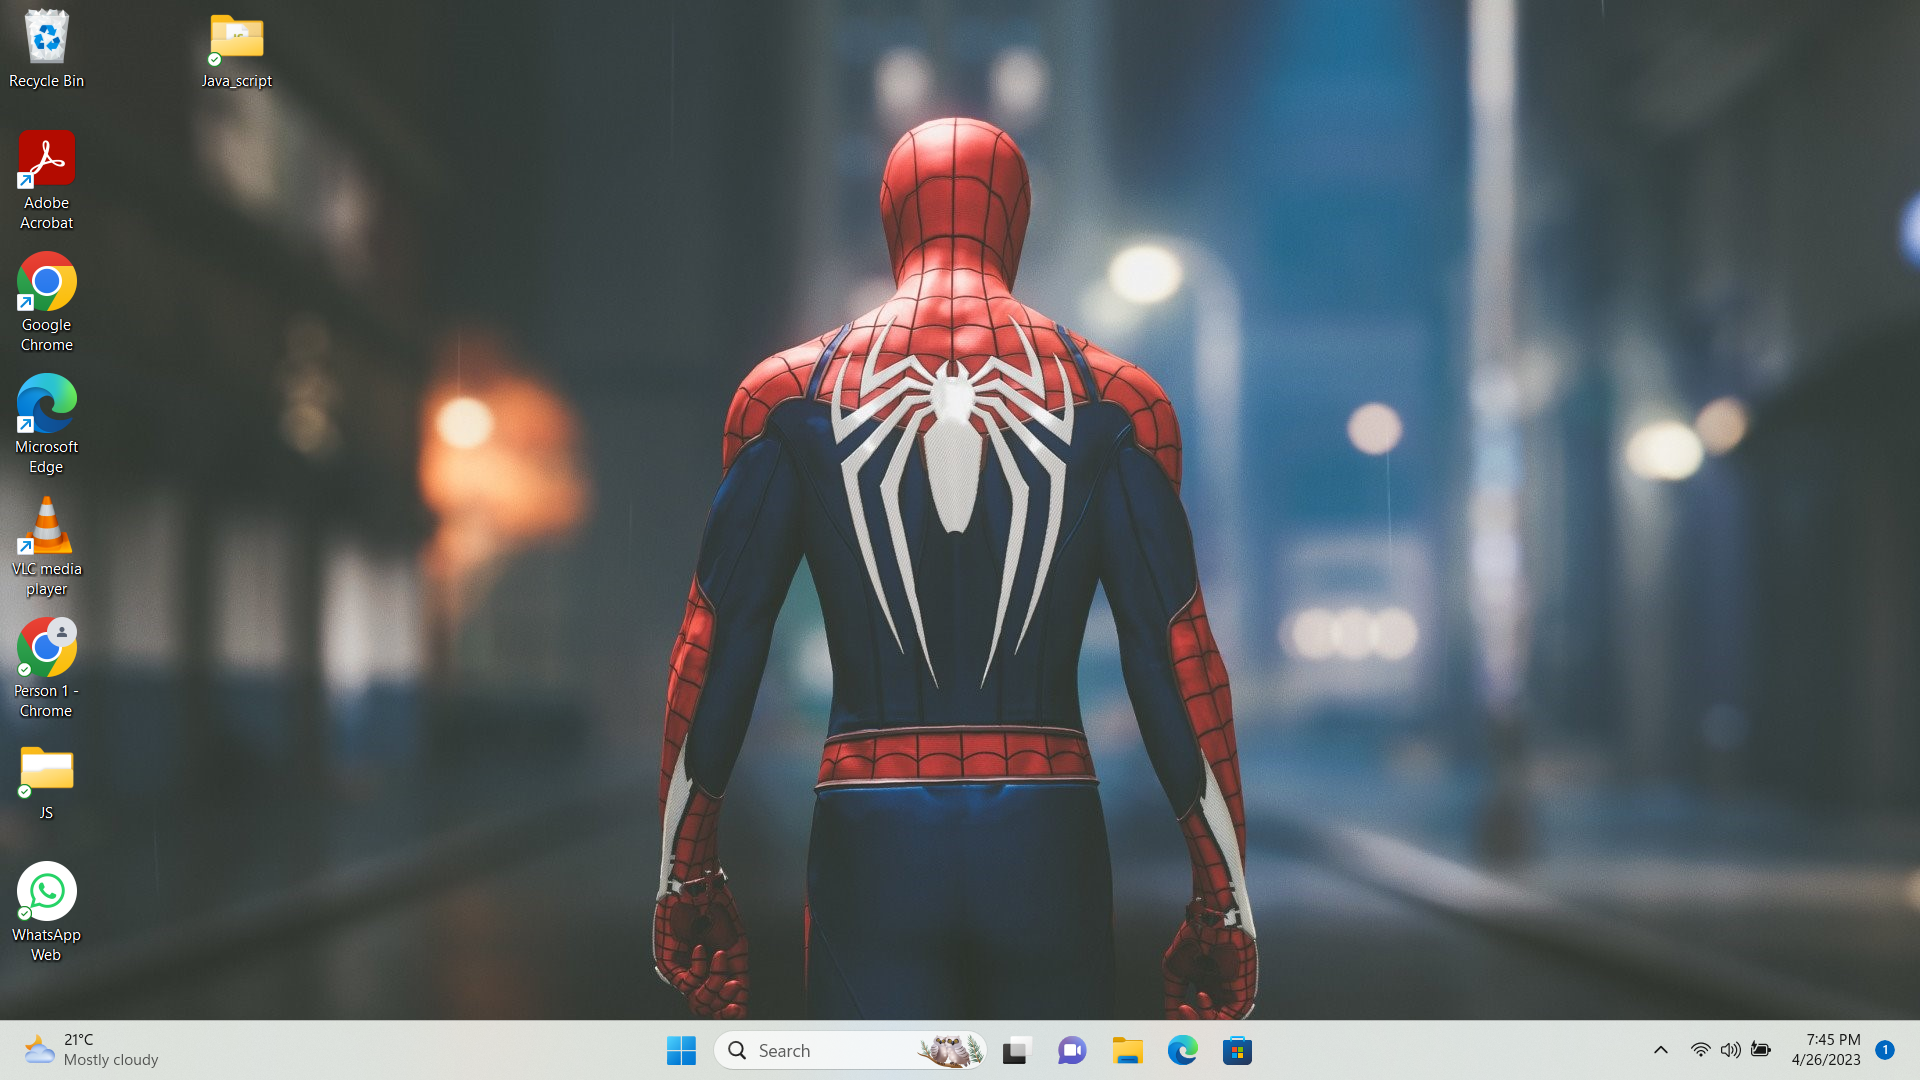 Recycle Bin
Java_script
Adobe
Acrobat
Google
Chrome
Microsoft
Edge
VLC media
player
Person 1 -
Chrome
JS
WhatsApp
Web
21°C
Mostly cloudy
Search
7:45 PM
4/26/2023
1